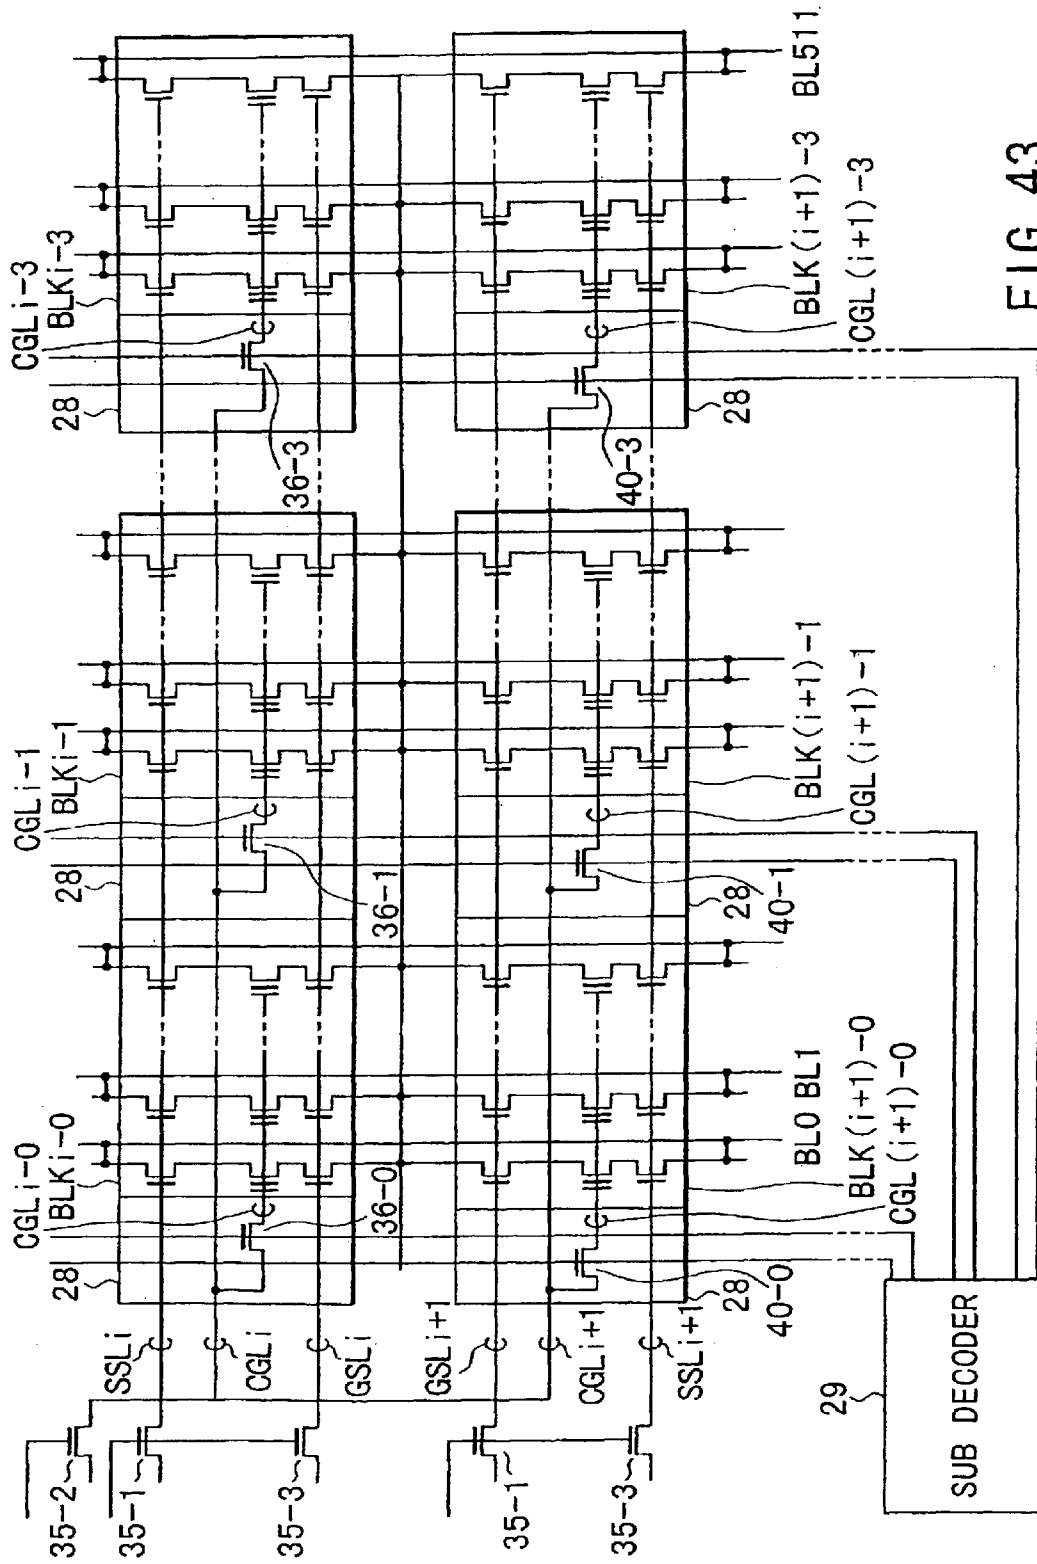 35-2
35-1
35-3
35-1
35-3
SSLi
CGLi
GSLi
GSLi+1
CGLi+1
SSLi+1
CGLi-0
BLKi-0
28
36-0
CGLi-1
BLKi-1
28
36-1
CGLi-3
BLKi-3
28
36-3
28
40-0
28
40-1
28
40-3
BL0 BL1
BLK(i+1)-0
CGL(i+1)-0
BLK(i+1)-1
CGL(i+1)-1
BL511
BLK(i+1)-3
CGL(i+1)-3
29
SUB DECODER
FIG. 43